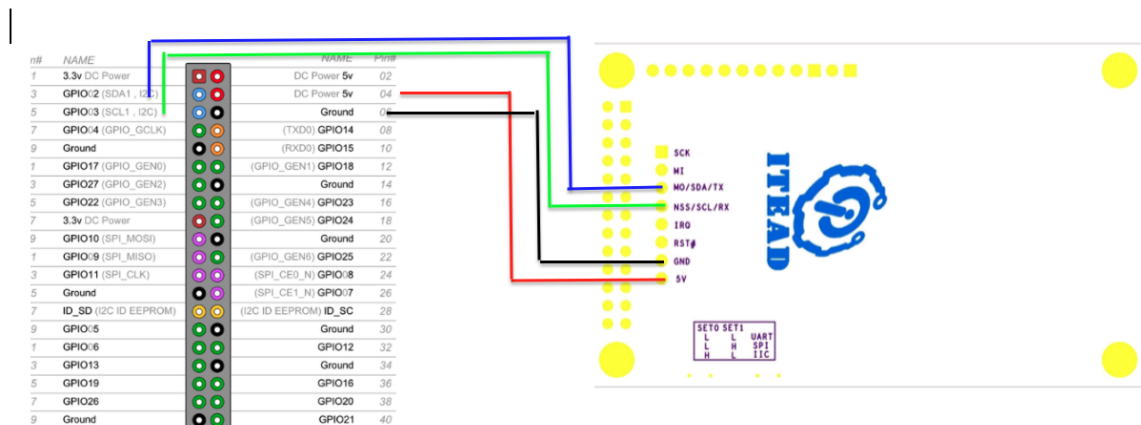 n# NAME NAME Pin#
1 3.3v DC Power DC Power 5v 02
3 GPIO02 (SDA1 , I2C) DC Power 5v 04
5 GPIO03 (SCL1 , I2C) Ground 06
7 GPIO04 (GPIO_GCLK) (TXD0) GPIO14 08
9 Ground (RXD0) GPIO15 10
1 GPIO17 (GPIO_GEN0) (GPIO_GEN1) GPIO18 12
3 GPIO27 (GPIO_GEN2) Ground 14
5 GPIO22 (GPIO_GEN3) (GPIO_GEN4) GPIO23 16
7 3.3v DC Power (GPIO_GEN5) GPIO24 18
9 GPIO10 (SPI_MOSI) Ground 20
1 GPIO09 (SPI_MISO) (GPIO_GEN6) GPIO25 22
3 GPIO11 (SPI_CLK) (SPI_CE0_N) GPIO08 24
5 Ground (SPI_CE1_N) GPIO07 26
7 ID_SD (I2C ID EEPROM) (I2C ID EEPROM) ID_SC 28
9 GPIO05 Ground 30
1 GPIO06 GPIO12 32
3 GPIO13 Ground 34
5 GPIO19 GPIO16 36
7 GPIO26 GPIO20 38
9 Ground GPIO21 40
SCK
MI
MO/SDA/TX
NSS/SCL/RX
IRQ
RST#
GND
5V
ITEAD
SET0 SET1
L L UART
L H SPI
H L IIC